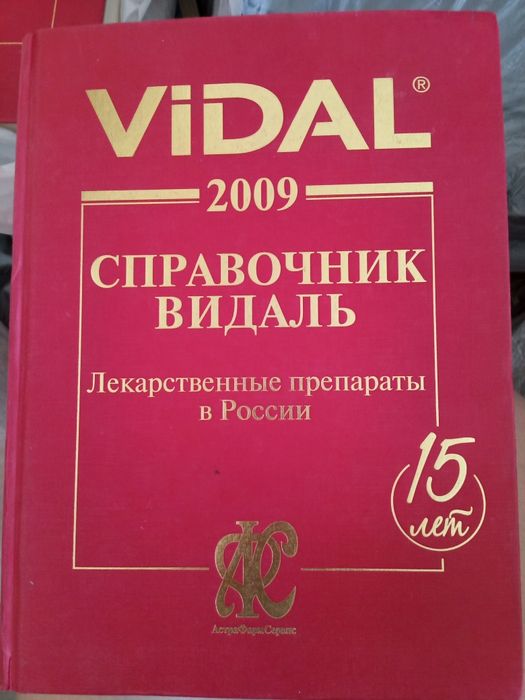 ViDAL®
2009
СПРАВОЧНИК
ВИДАЛЬ
Лекарственные препараты
в России
15
лет
АстраФармСервис